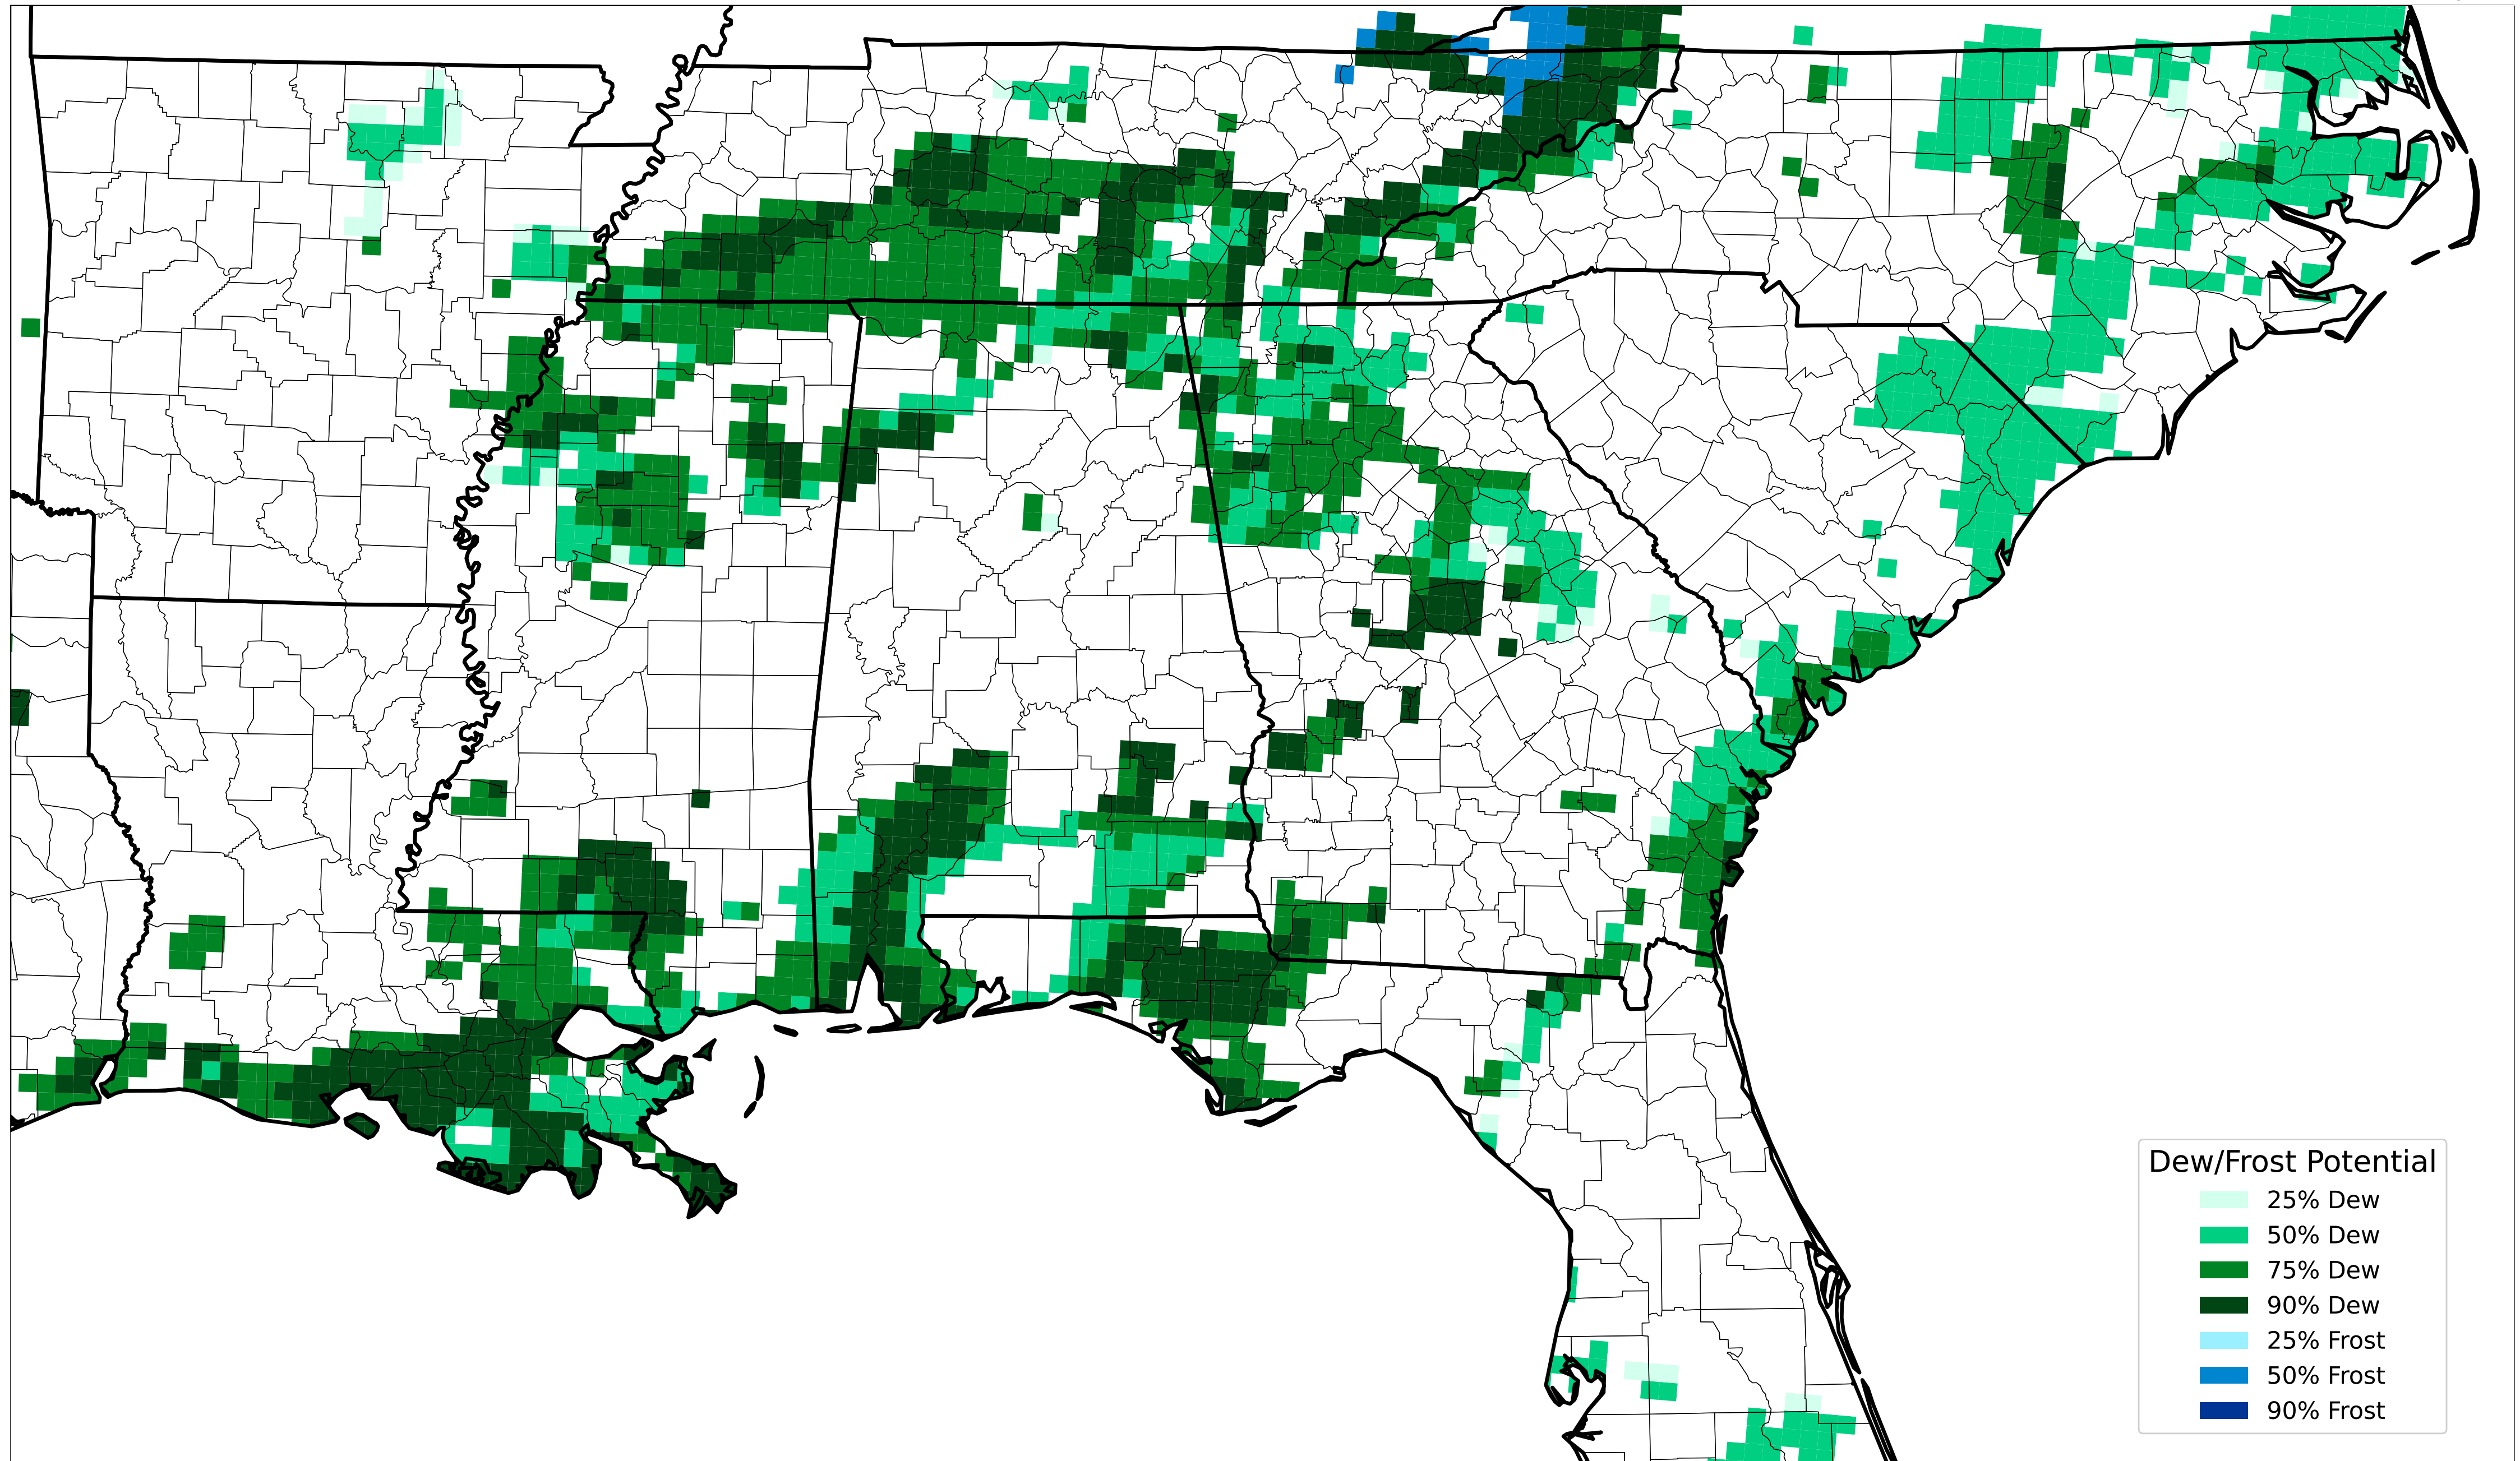 Dew/Frost Potential
25% Dew
50% Dew
75% Dew
90% Dew
25% Frost
50% Frost
90% Frost